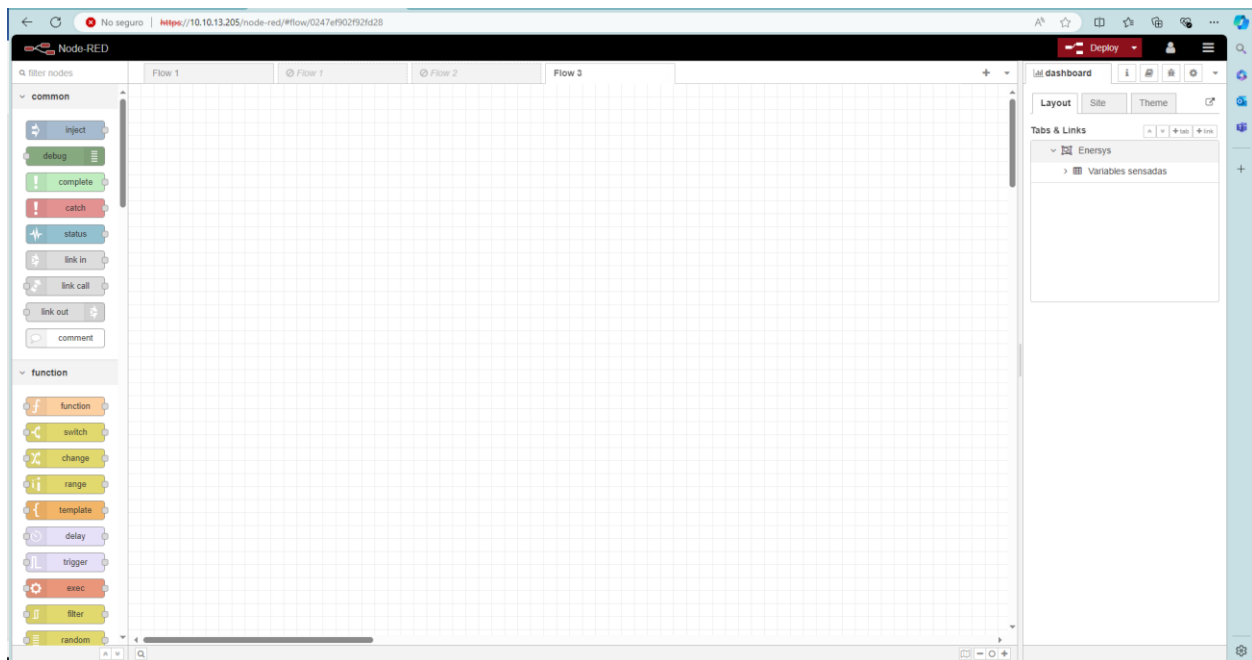 No seguro https://10.10.13.205/node-red/#flow/0247ef902f92fd28
Node-RED
Deploy
filter nodes
Flow 1
Flow 1
Flow 2
Flow 3
dashboard
common
inject
debug
complete
catch
status
link in
link call
link out
comment
function
function
switch
change
range
template
delay
trigger
exec
filter
random
Layout Site Theme
Tabs & Links
+ tab + link
Enersys
Variables sensadas